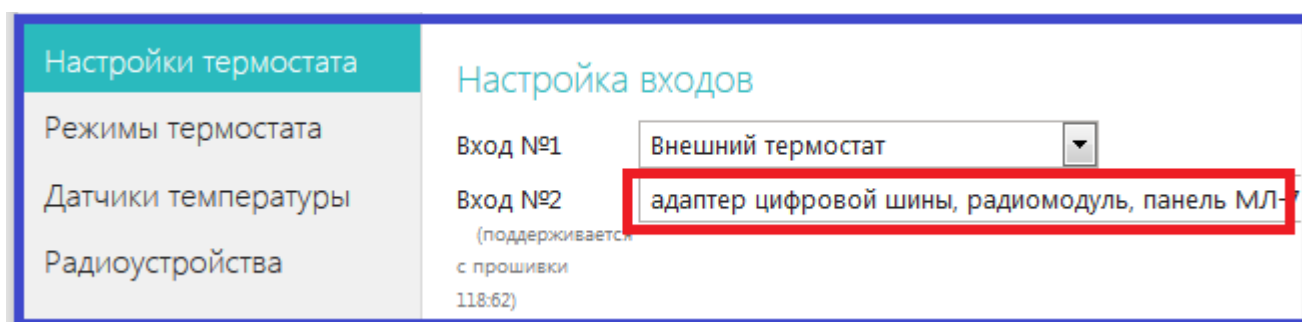 Настройки термостата
Режимы термостата
Датчики температуры
Радиоустройства
Настройка входов
Вход №1 Внешний термостат
Вход №2 адаптер цифровой шины, радиомодуль, панель МЛ-7
(поддерживается
с прошивки
118:62)